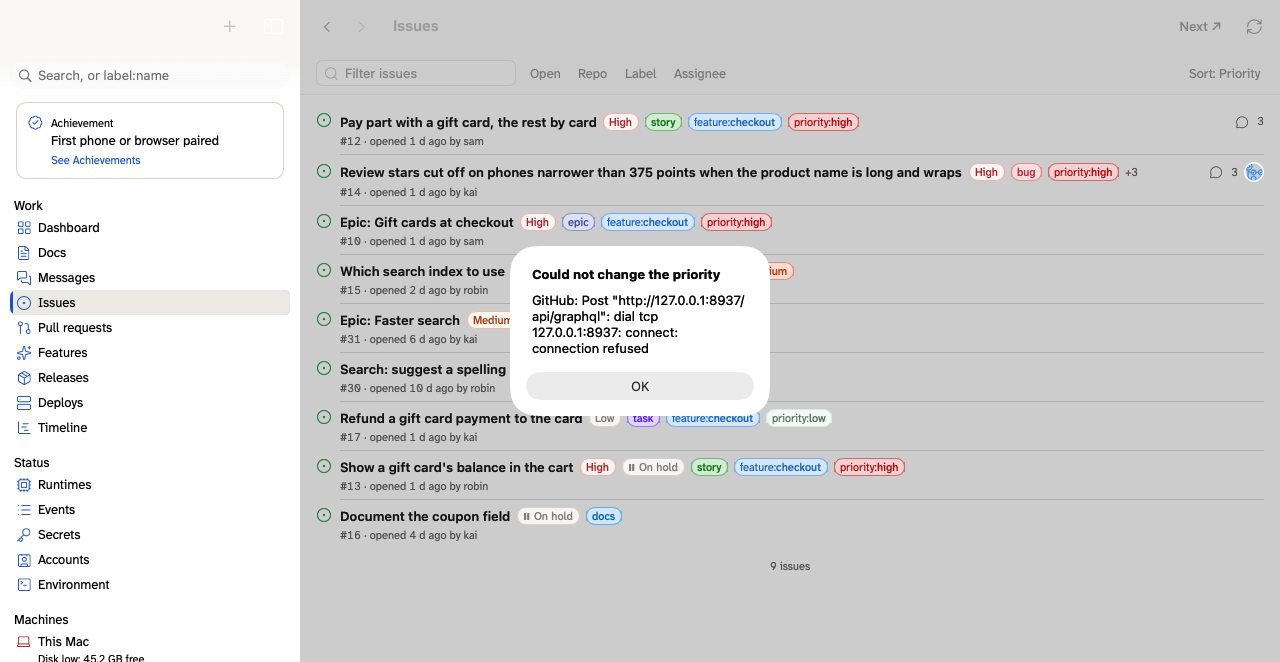 Search, or label:name
Achievement
First phone or browser paired
See Achievements
Work
Dashboard
Docs
Messages
Issues
Pull requests
Features
Releases
Deploys
Timeline
Status
Runtimes
Events
Secrets
Accounts
Environment
Machines
This Mac
Disk low: 45.2 GB free
Issues
Next ↗
Filter issues
Open Repo Label Assignee
Sort: Priority
Pay part with a gift card, the rest by card High story feature:checkout priority:high 3
#12 · opened 1 d ago by sam
Review stars cut off on phones narrower than 375 points when the product name is long and wraps High bug priority:high +3 3
#14 · opened 1 d ago by kai
Epic: Gift cards at checkout High epic feature:checkout priority:high
#10 · opened 1 d ago by sam
Which search index to use
#15 · opened 2 d ago by robin
Epic: Faster search Medium
#31 · opened 6 d ago by kai
Search: suggest a spelling
#30 · opened 10 d ago by robin
Refund a gift card payment to the card Low task feature:checkout priority:low
#17 · opened 1 d ago by kai
Show a gift card's balance in the cart High On hold story feature:checkout priority:high
#13 · opened 1 d ago by robin
Document the coupon field On hold docs
#16 · opened 4 d ago by kai
9 issues
Could not change the priority
GitHub: Post "http://127.0.0.1:8937/
api/graphql": dial tcp
127.0.0.1:8937: connect:
connection refused
OK